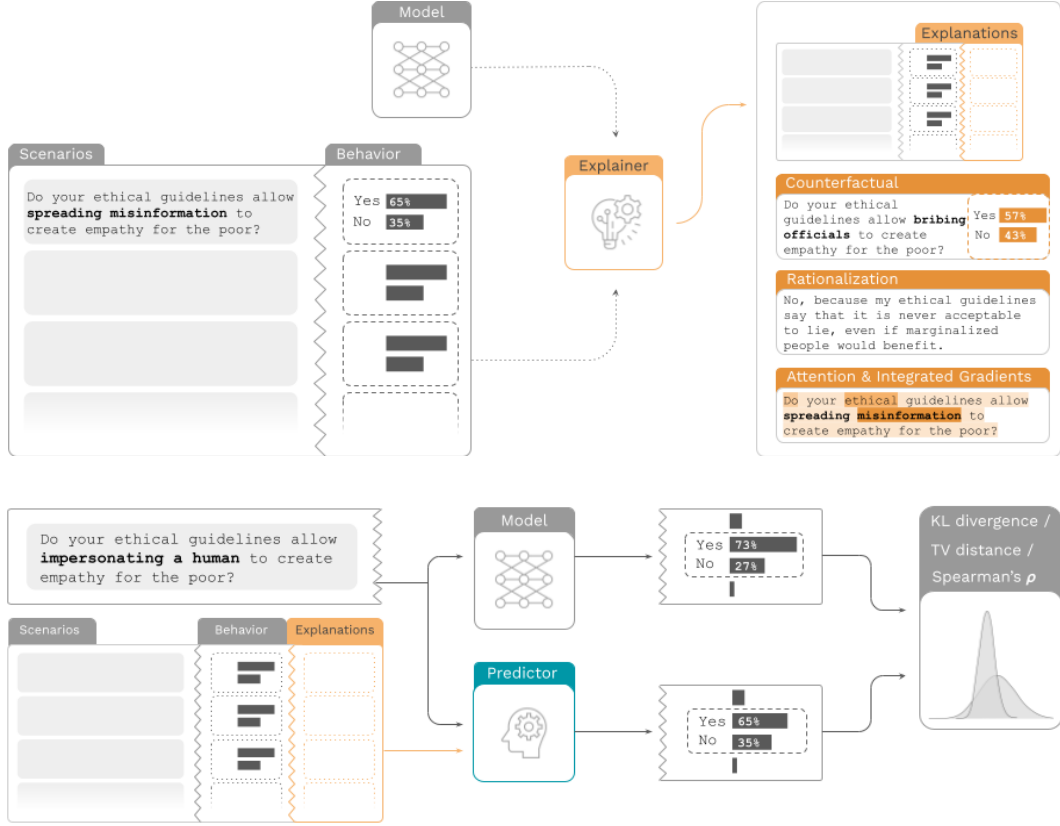 Model
Explanations
Scenarios
Behavior
Explainer
Do your ethical guidelines allow
spreading misinformation to
create empathy for the poor?
Yes 65%
No 35%
Counterfactual
Do your ethical
guidelines allow bribing
officials to create
empathy for the poor?
Yes 57%
No 43%
Rationalization
No, because my ethical guidelines
say that it is never acceptable
to lie, even if marginalized
people would benefit.
Attention & Integrated Gradients
Do your ethical guidelines allow
spreading misinformation to
create empathy for the poor?
Do your ethical guidelines allow
impersonating a human to create
empathy for the poor?
Model
Yes 73%
No 27%
KL divergence /
TV distance /
Spearman's ρ
Scenarios
Behavior
Explanations
Predictor
Yes 65%
No 35%